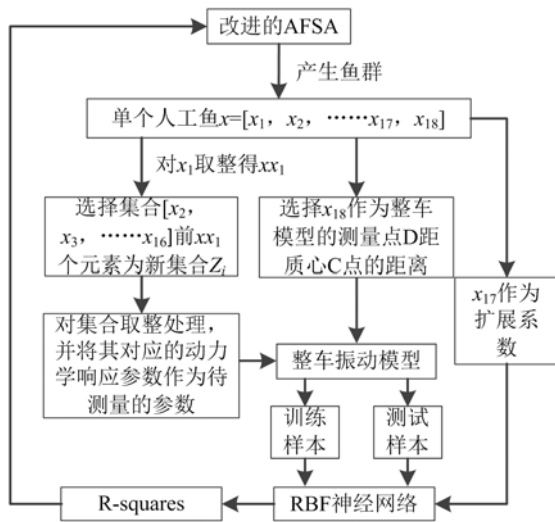 改进的AFSA
产生鱼群
单个人工鱼x=[x₁，x₂，……x₁₇，x₁₈]
对x₁取整得xx₁
选择集合[x₂，
x₃，……x₁₆]前xx₁
个元素为新集合Zᵢ
选择x₁₈作为整车
模型的测量点D距
质心C点的距离
x₁₇作为
扩展系
数
对集合取整处理，
并将其对应的动力
学响应参数作为待
测量的参数
整车振动模型
训练
样本
测试
样本
R-squares
RBF神经网络